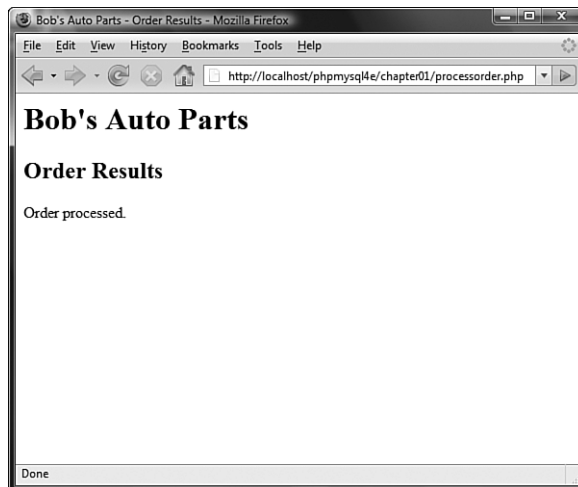 Bob's Auto Parts - Order Results - Mozilla Firefox
File Edit View History Bookmarks Tools Help
http://localhost/phpmysql4e/chapter01/processorder.php
Bob's Auto Parts
Order Results
Order processed.
Done